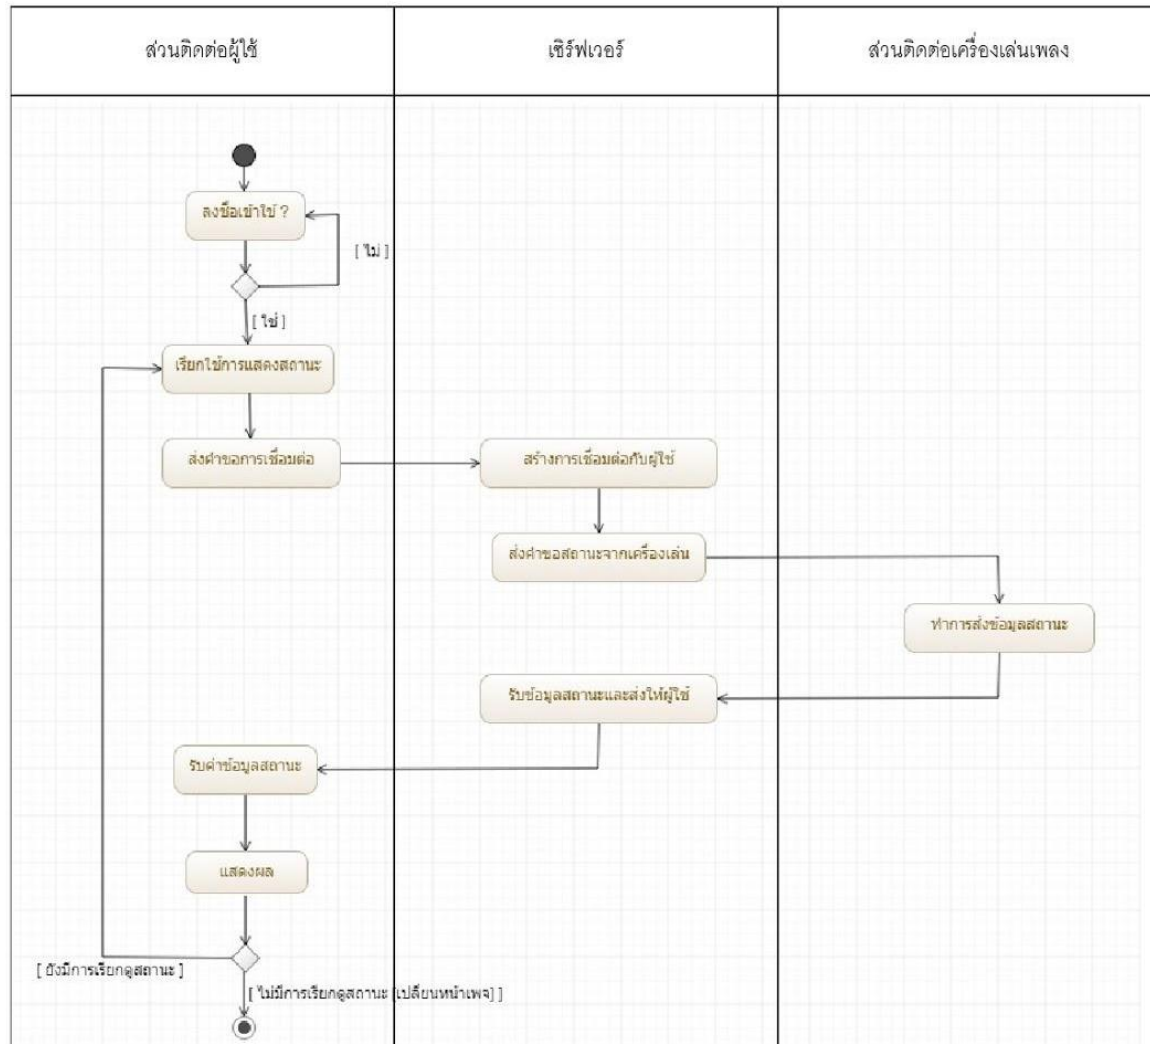 ส่วนติดต่อผู้ใช้
เซิร์ฟเวอร์
ส่วนติดต่อเครื่องเล่นเพลง
ลงชื่อเข้าใช้ ?
[ ไม่ ]
[ ใช่ ]
เรียกใช้การแสดงสถานะ
ส่งคำขอการเชื่อมต่อ
สร้างการเชื่อมต่อกับผู้ใช้
ส่งคำขอสถานะจากเครื่องเล่น
ทำการส่งข้อมูลสถานะ
รับข้อมูลสถานะและส่งให้ผู้ใช้
รับค่าข้อมูลสถานะ
แสดงผล
[ ยังมีการเรียกดูสถานะ ]
[ ไม่มีการเรียกดูสถานะ [เปลี่ยนหน้าเพจ] ]